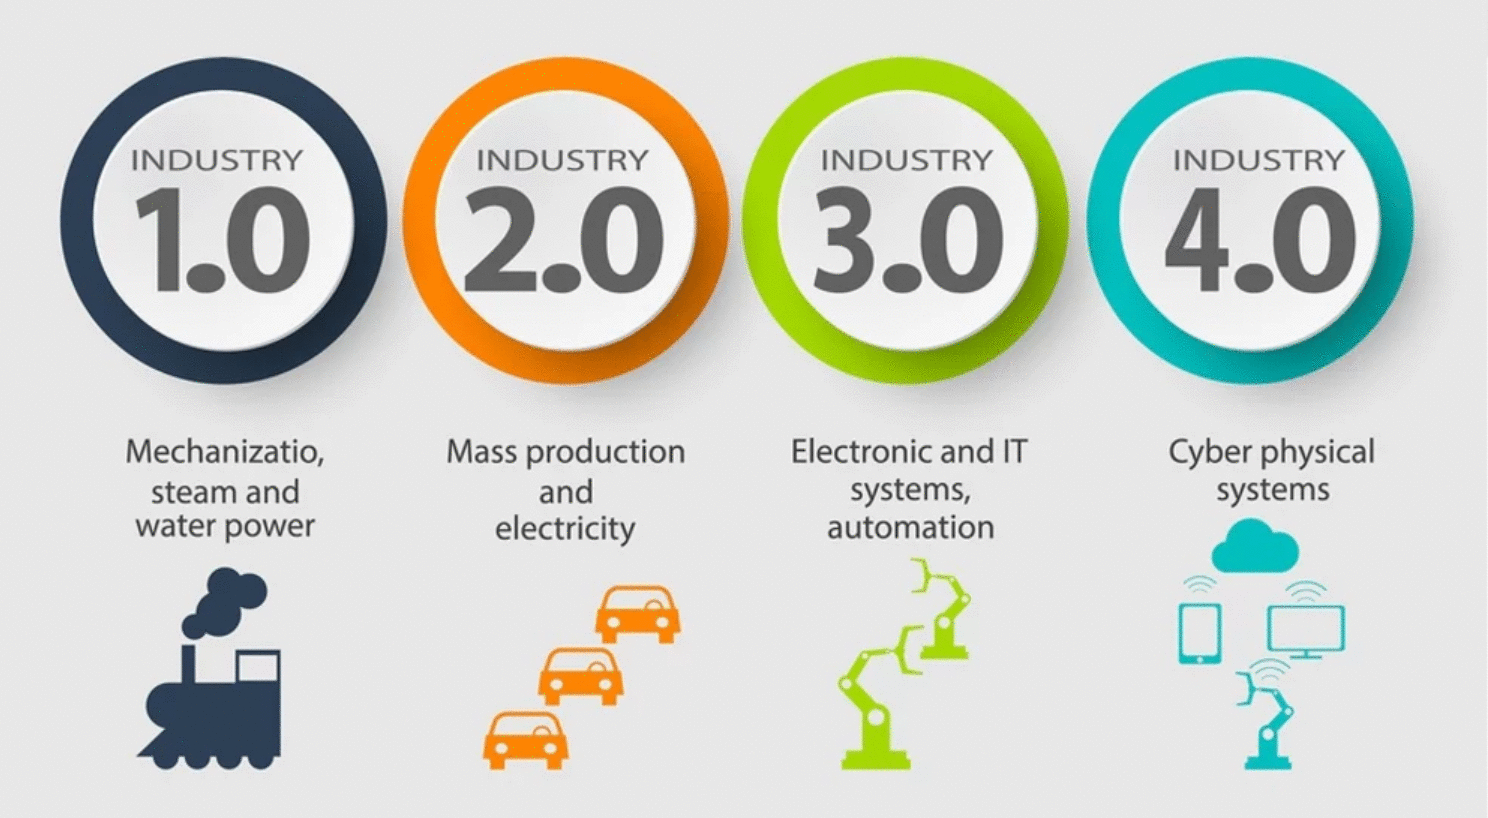 INDUSTRY
1.0
INDUSTRY
2.0
INDUSTRY
3.0
INDUSTRY
4.0
Mechanizatio,
steam and
water power
Mass production
and
electricity
Electronic and IT
systems,
automation
Cyber physical
systems